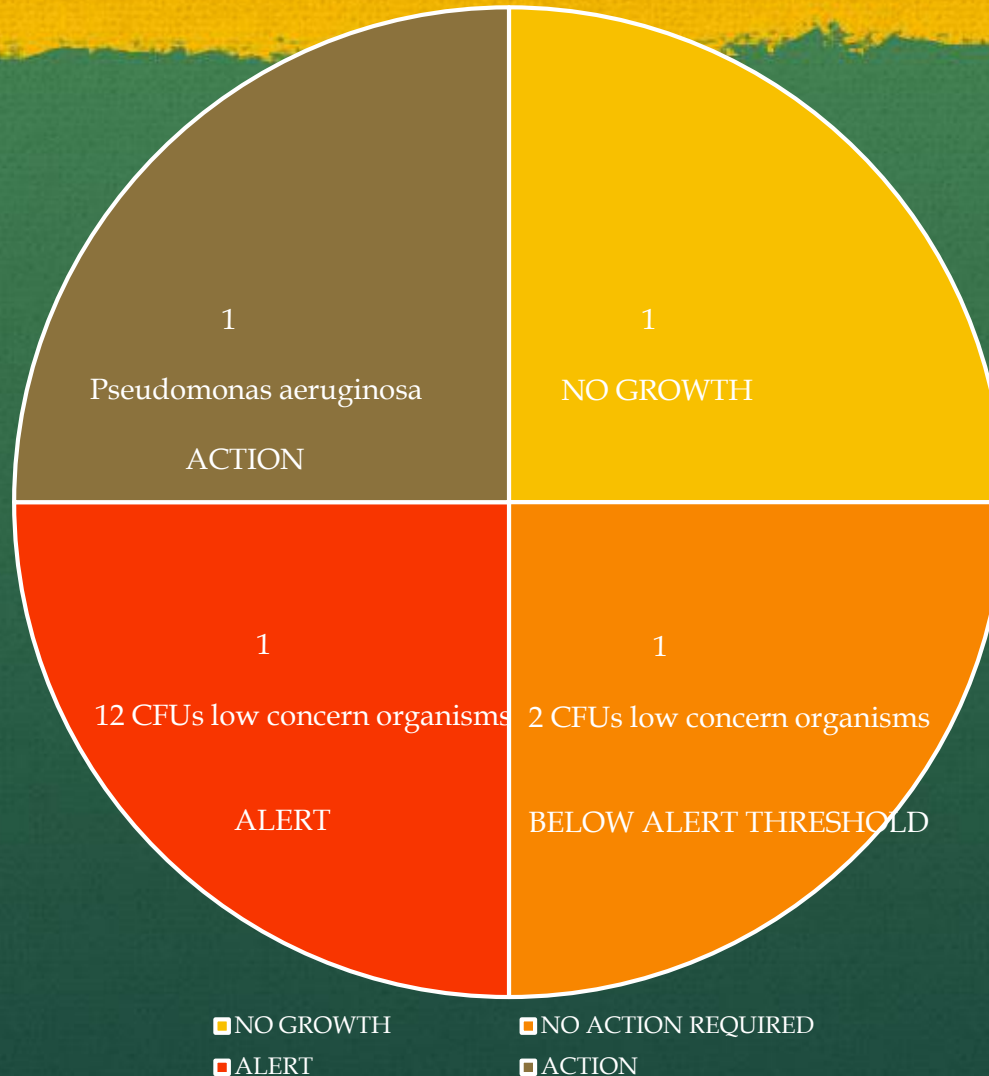 1
Pseudomonas aeruginosa
ACTION
1
NO GROWTH
1
12 CFUs low concern organisms
ALERT
1
2 CFUs low concern organisms
BELOW ALERT THRESHOLD
NO GROWTH
NO ACTION REQUIRED
ALERT
ACTION